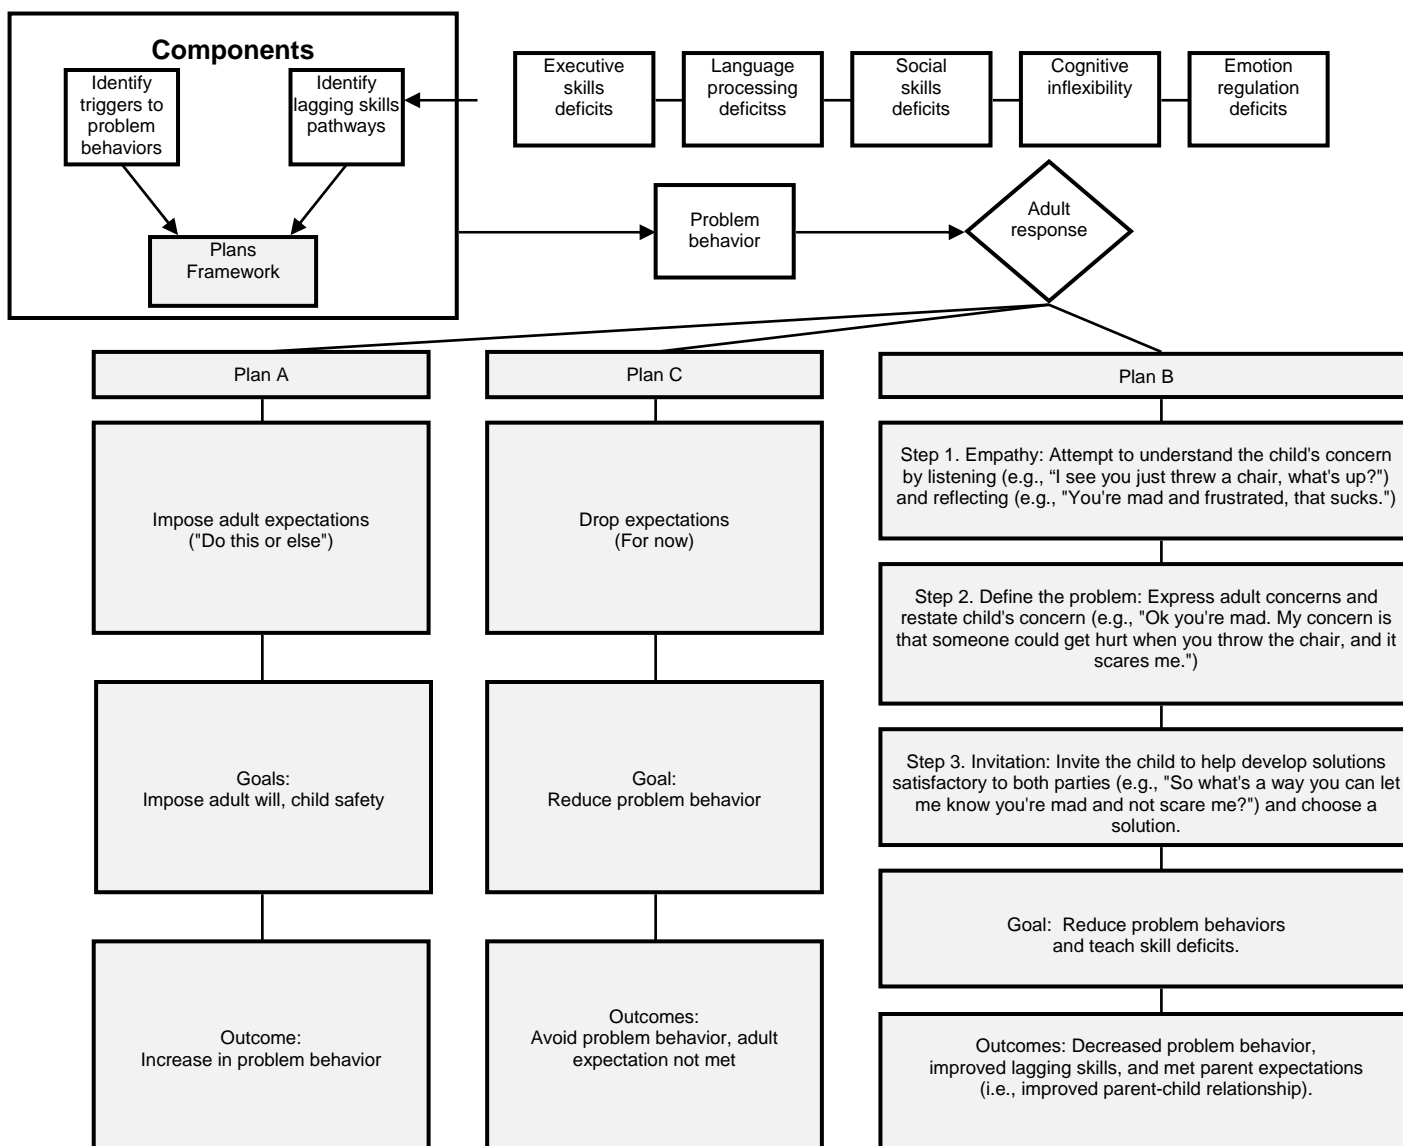 Components
Identify
triggers to
problem
behaviors
Identify
lagging skills
pathways
Plans
Framework
Executive
skills
deficits
Language
processing
deficitss
Social
skills
deficits
Cognitive
inflexibility
Emotion
regulation
deficits
Problem
behavior
Adult
response
Plan A
Impose adult expectations
("Do this or else")
Goals:
Impose adult will, child safety
Outcome:
Increase in problem behavior
Plan C
Drop expectations
(For now)
Goal:
Reduce problem behavior
Outcomes:
Avoid problem behavior, adult
expectation not met
Plan B
Step 1. Empathy: Attempt to understand the child's concern
by listening (e.g., “I see you just threw a chair, what's up?")
and reflecting (e.g., "You're mad and frustrated, that sucks.")
Step 2. Define the problem: Express adult concerns and
restate child's concern (e.g., "Ok you're mad. My concern is
that someone could get hurt when you throw the chair, and it
scares me.")
Step 3. Invitation: Invite the child to help develop solutions
satisfactory to both parties (e.g., "So what's a way you can let
me know you're mad and not scare me?") and choose a
solution.
Goal:  Reduce problem behaviors
and teach skill deficits.
Outcomes: Decreased problem behavior,
improved lagging skills, and met parent expectations
(i.e., improved parent-child relationship).